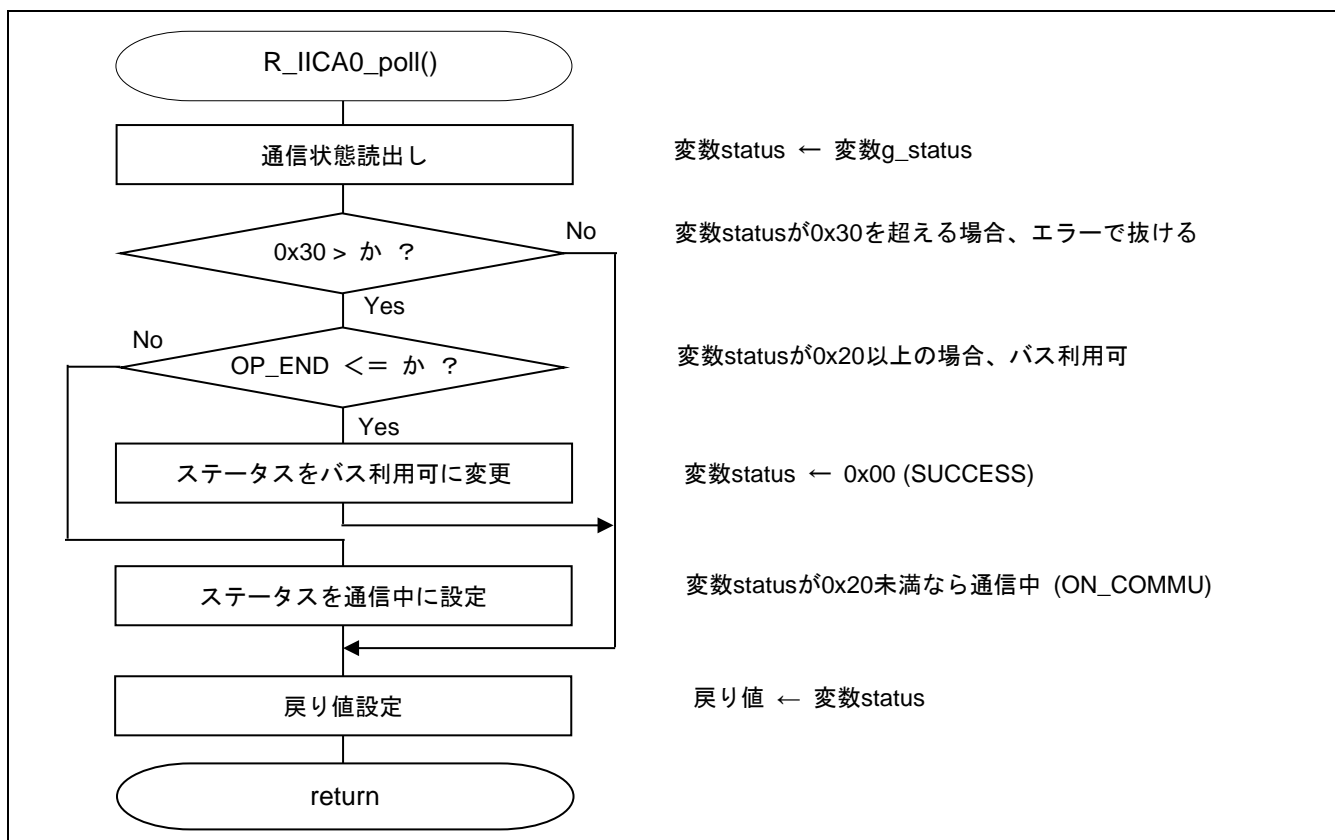 R_IICA0_poll()
通信状態読出し
変数status ← 変数g_status
0x30 > か ?
No
変数statusが0x30を超える場合、エラーで抜ける
Yes
No
OP_END <= か ?
変数statusが0x20以上の場合、バス利用可
Yes
ステータスをバス利用可に変更
変数status ← 0x00 (SUCCESS)
ステータスを通信中に設定
変数statusが0x20未満なら通信中 (ON_COMMU)
戻り値設定
戻り値 ← 変数status
return